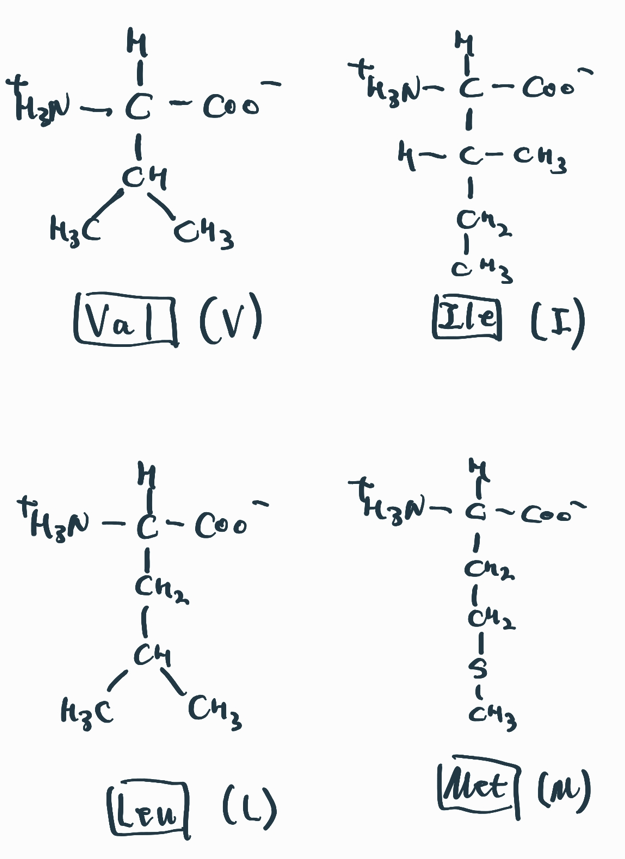 H
⁺H₃N – C – COO⁻
CH
H₃C CH₃
Val (V)
H
⁺H₃N – C – COO⁻
H – C – CH₃
CH₂
CH₃
Ile (I)
H
⁺H₃N – C – COO⁻
CH₂
CH
H₃C CH₃
Leu (L)
H
⁺H₃N – C – COO⁻
CH₂
CH₂
S
CH₃
Met (M)